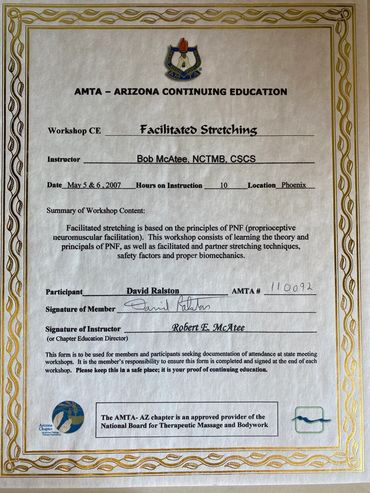 AMTA
AMTA – ARIZONA CONTINUING EDUCATION
Workshop CE Facilitated Stretching
Instructor Bob McAtee, NCTMB, CSCS
Date May 5 & 6, 2007 Hours on Instruction 10 Location Phoenix
Summary of Workshop Content:
Facilitated stretching is based on the principles of PNF (proprioceptive
neuromuscular facilitation). This workshop consists of learning the theory and
principals of PNF, as well as facilitated and partner stretching techniques,
safety factors and proper biomechanics.
Participant David Ralston AMTA # 110092
Signature of Member David Ralston
Signature of Instructor Robert E. McAtee
(or Chapter Education Director)
This form is to be used for members and participants seeking documentation of attendance at state meeting
workshops. It is the member's responsibility to ensure this form is completed and signed at the end of each
workshop. Please keep this in a safe place; it is your proof of continuing education.
Arizona
Chapter
The AMTA- AZ chapter is an approved provider of the
National Board for Therapeutic Massage and Bodywork